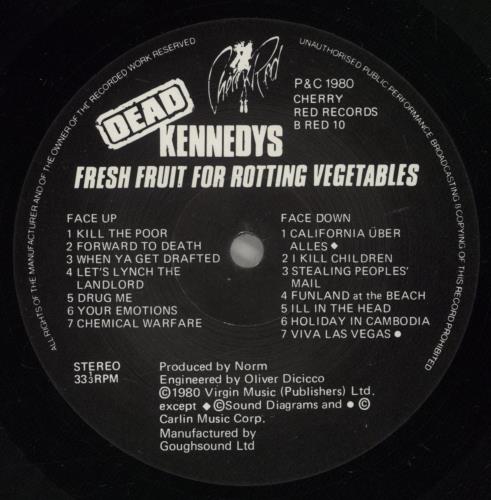 ALL RIGHTS OF THE MANUFACTURER AND OF THE OWNER OF THE RECORDED WORK RESERVED
UNAUTHORISED PUBLIC PERFORMANCE BROADCASTING & COPYING OF THIS RECORD PROHIBITED
Cherry Red
P&C 1980
CHERRY
RED RECORDS
B RED 10
DEAD
KENNEDYS
FRESH FRUIT FOR ROTTING VEGETABLES
FACE UP
1 KILL THE POOR
2 FORWARD TO DEATH
3 WHEN YA GET DRAFTED
4 LET'S LYNCH THE
LANDLORD
5 DRUG ME
6 YOUR EMOTIONS
7 CHEMICAL WARFARE
FACE DOWN
1 CALIFORNIA ÜBER
ALLES ♦
2 I KILL CHILDREN
3 STEALING PEOPLES'
MAIL
4 FUNLAND at the BEACH
5 ILL IN THE HEAD
6 HOLIDAY IN CAMBODIA
7 VIVA LAS VEGAS ●
STEREO
33⅓RPM
Produced by Norm
Engineered by Oliver Dicicco
©1980 Virgin Music (Publishers) Ltd.
except ♦ ©Sound Diagrams and ● ©
Carlin Music Corp.
Manufactured by
Goughsound Ltd